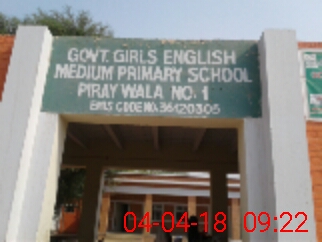 GOVT. GIRLS ENGLISH
MEDIUM PRIMARY SCHOOL
PIRAY WALA NO. 1
EMIS CODE NO. 36120305
04-04-18 09:22